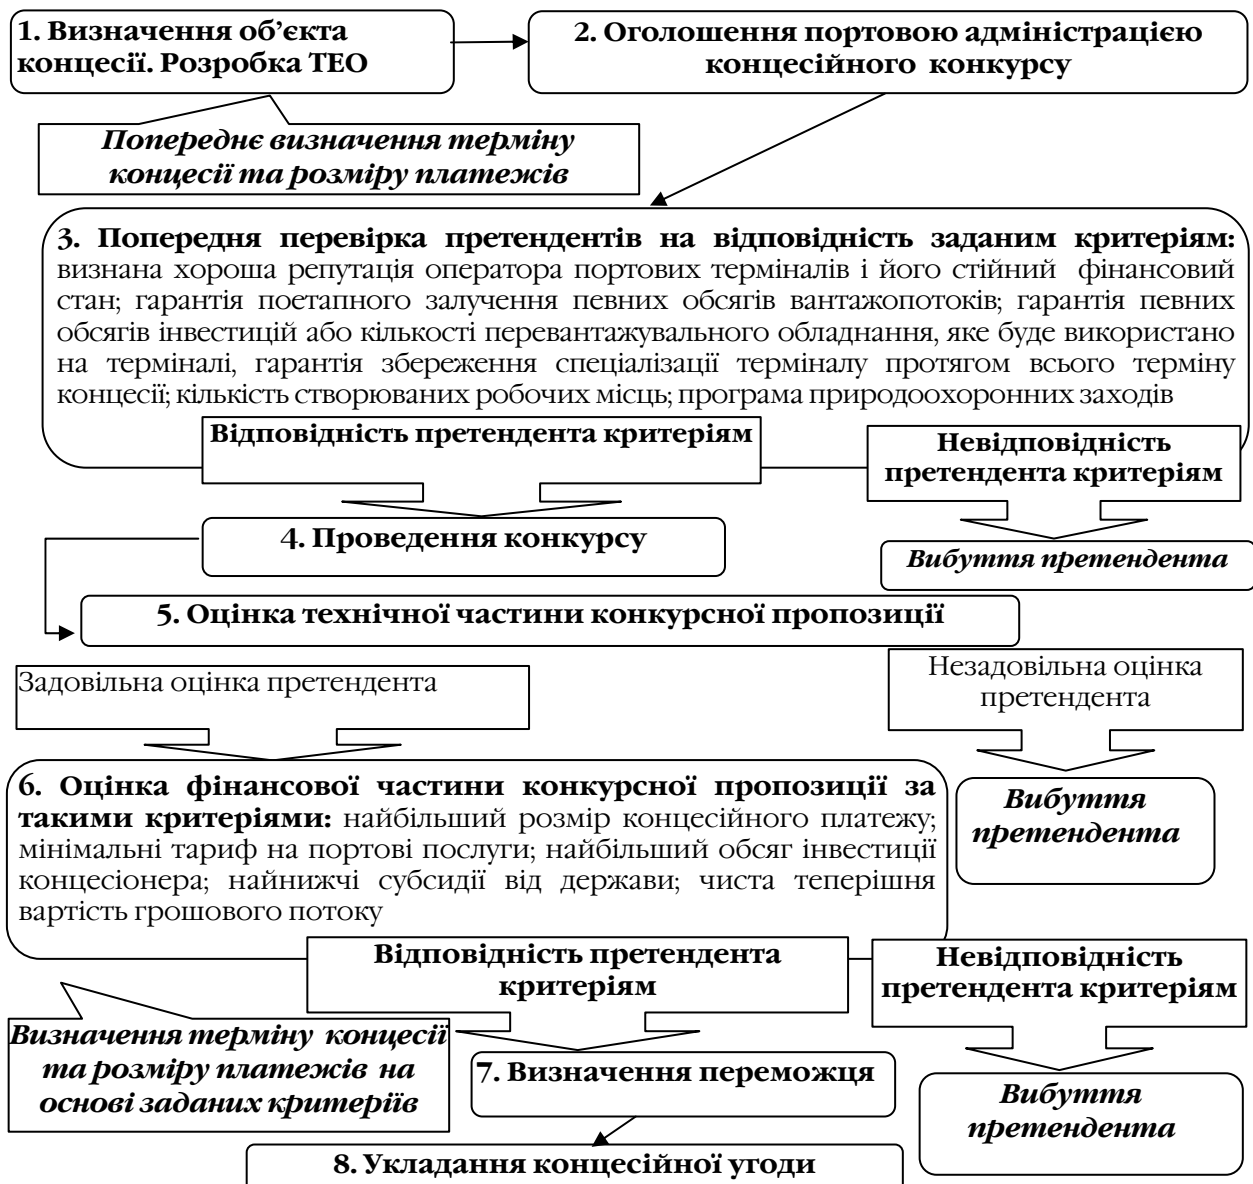 1. Визначення об’єкта
концесії. Розробка ТЕО
2. Оголошення портовою адміністрацією
концесійного конкурсу
Попереднє визначення терміну
концесії та розміру платежів
3. Попередня перевірка претендентів на відповідність заданим критеріям:
визнана хороша репутація оператора портових терміналів і його стійний фінансовий
стан; гарантія поетапного залучення певних обсягів вантажопотоків; гарантія певних
обсягів інвестицій або кількості перевантажувального обладнання, яке буде використано
на терміналі, гарантія збереження спеціалізації терміналу протягом всього терміну
концесії; кількість створюваних робочих місць; програма природоохоронних заходів
Відповідність претендента критеріям
Невідповідність
претендента критеріям
4. Проведення конкурсу
Вибуття претендента
5. Оцінка технічної частини конкурсної пропозиції
Задовільна оцінка претендента
Незадовільна оцінка
претендента
6. Оцінка фінансової частини конкурсної пропозиції за
такими критеріями: найбільший розмір концесійного платежу;
мінімальні тариф на портові послуги; найбільший обсяг інвестиції
концесіонера; найнижчі субсидії від держави; чиста теперішня
вартість грошового потоку
Вибуття
претендента
Відповідність претендента
критеріям
Невідповідність
претендента критеріям
Визначення терміну концесії
та розміру платежів на
основі заданих критеріїв
7. Визначення переможця
Вибуття
претендента
8. Укладання концесійної угоди